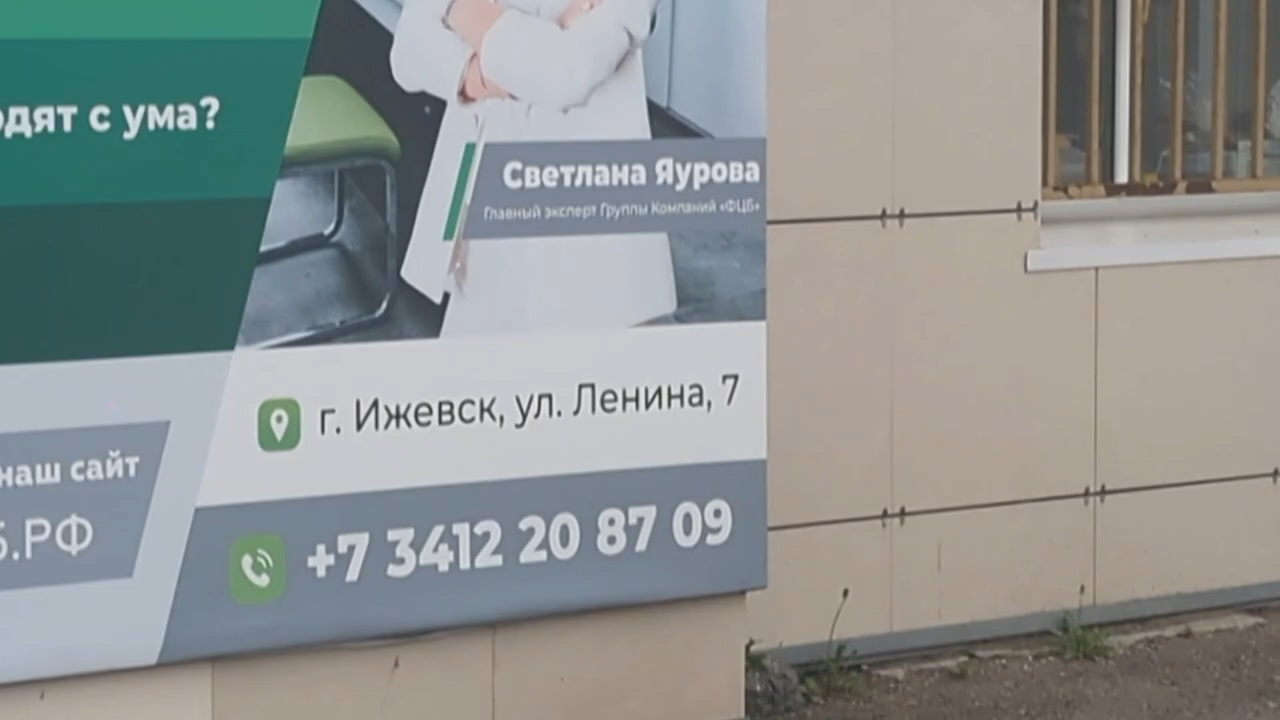 с ума?
Светлана Яурова
Главный эксперт Группы Компаний «ФЦБ»
г. Ижевск, ул. Ленина, 7
наш сайт
.РФ
+7 3412 20 87 09